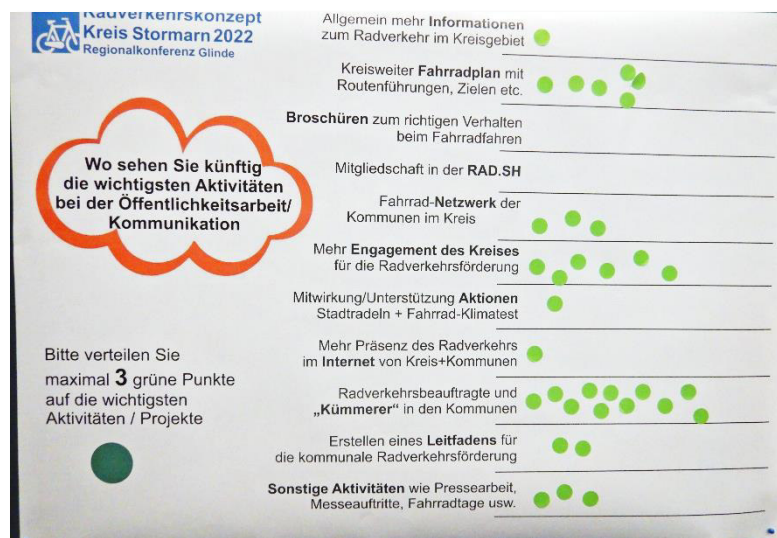 Radverkehrskonzept
Kreis Stormarn 2022
Regionalkonferenz Glinde
Wo sehen Sie künftig
die wichtigsten Aktivitäten
bei der Öffentlichkeitsarbeit/
Kommunikation
Bitte verteilen Sie
maximal 3 grüne Punkte
auf die wichtigsten
Aktivitäten / Projekte
Allgemein mehr Informationen
zum Radverkehr im Kreisgebiet
Kreisweiter Fahrradplan mit
Routenführungen, Zielen etc.
Broschüren zum richtigen Verhalten
beim Fahrradfahren
Mitgliedschaft in der RAD.SH
Fahrrad-Netzwerk der
Kommunen im Kreis
Mehr Engagement des Kreises
für die Radverkehrsförderung
Mitwirkung/Unterstützung Aktionen
Stadtradeln + Fahrrad-Klimatest
Mehr Präsenz des Radverkehrs
im Internet von Kreis+Kommunen
Radverkehrsbeauftragte und
„Kümmerer" in den Kommunen
Erstellen eines Leitfadens für
die kommunale Radverkehrsförderung
Sonstige Aktivitäten wie Pressearbeit,
Messeauftritte, Fahrradtage usw.